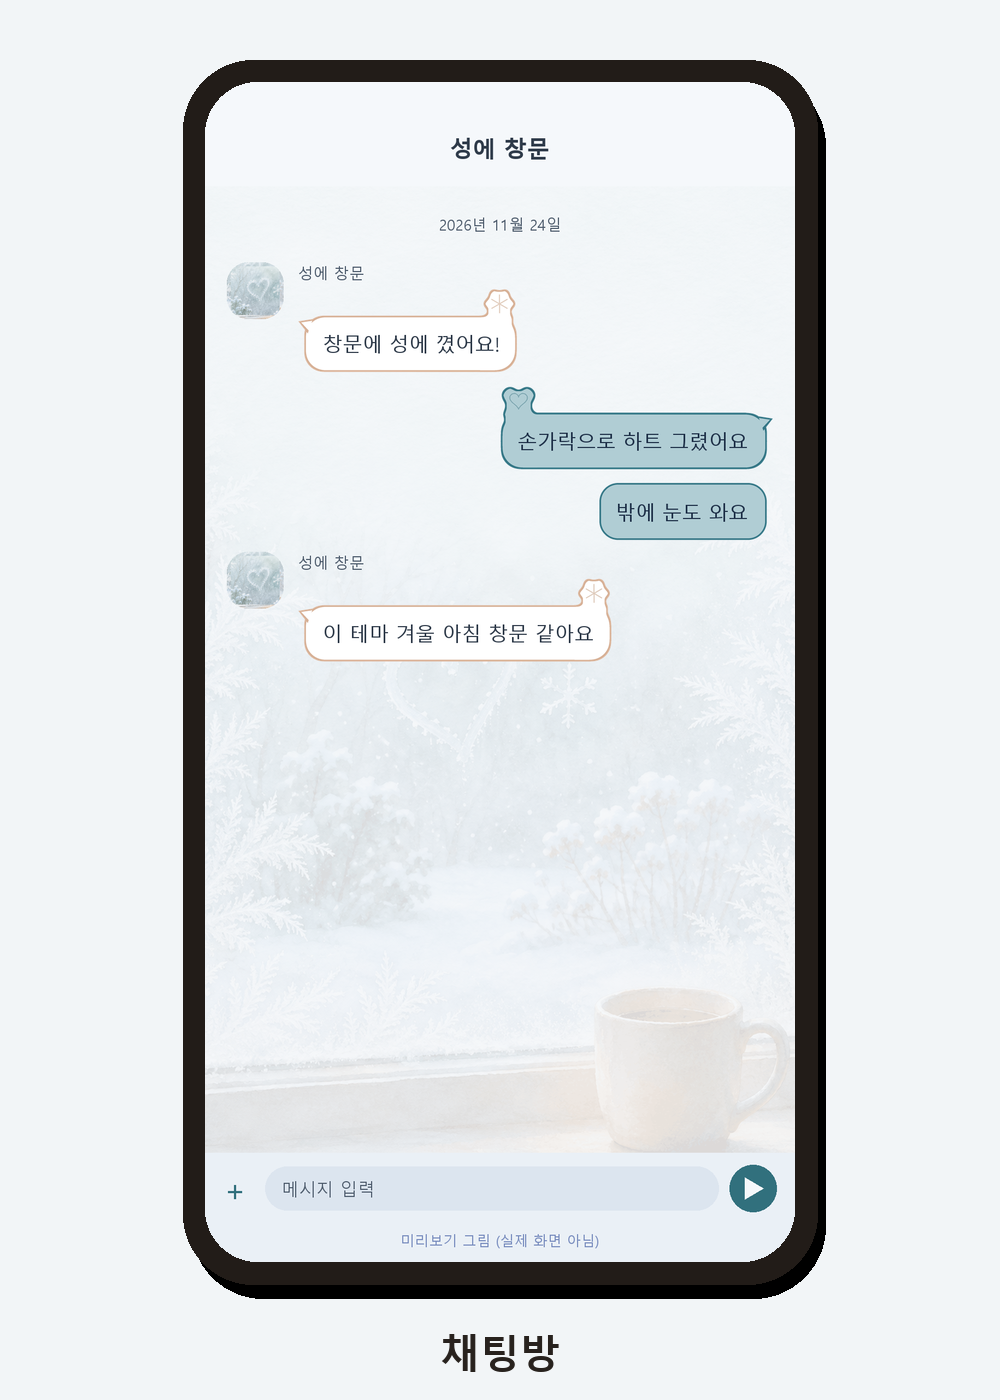 성에 창문
2026년 11월 24일
성에 창문
창문에 성에 꼈어요!
손가락으로 하트 그렸어요
밖에 눈도 와요
성에 창문
이 테마 겨울 아침 창문 같아요
+
메시지 입력
미리보기 그림 (실제 화면 아님)
채팅방